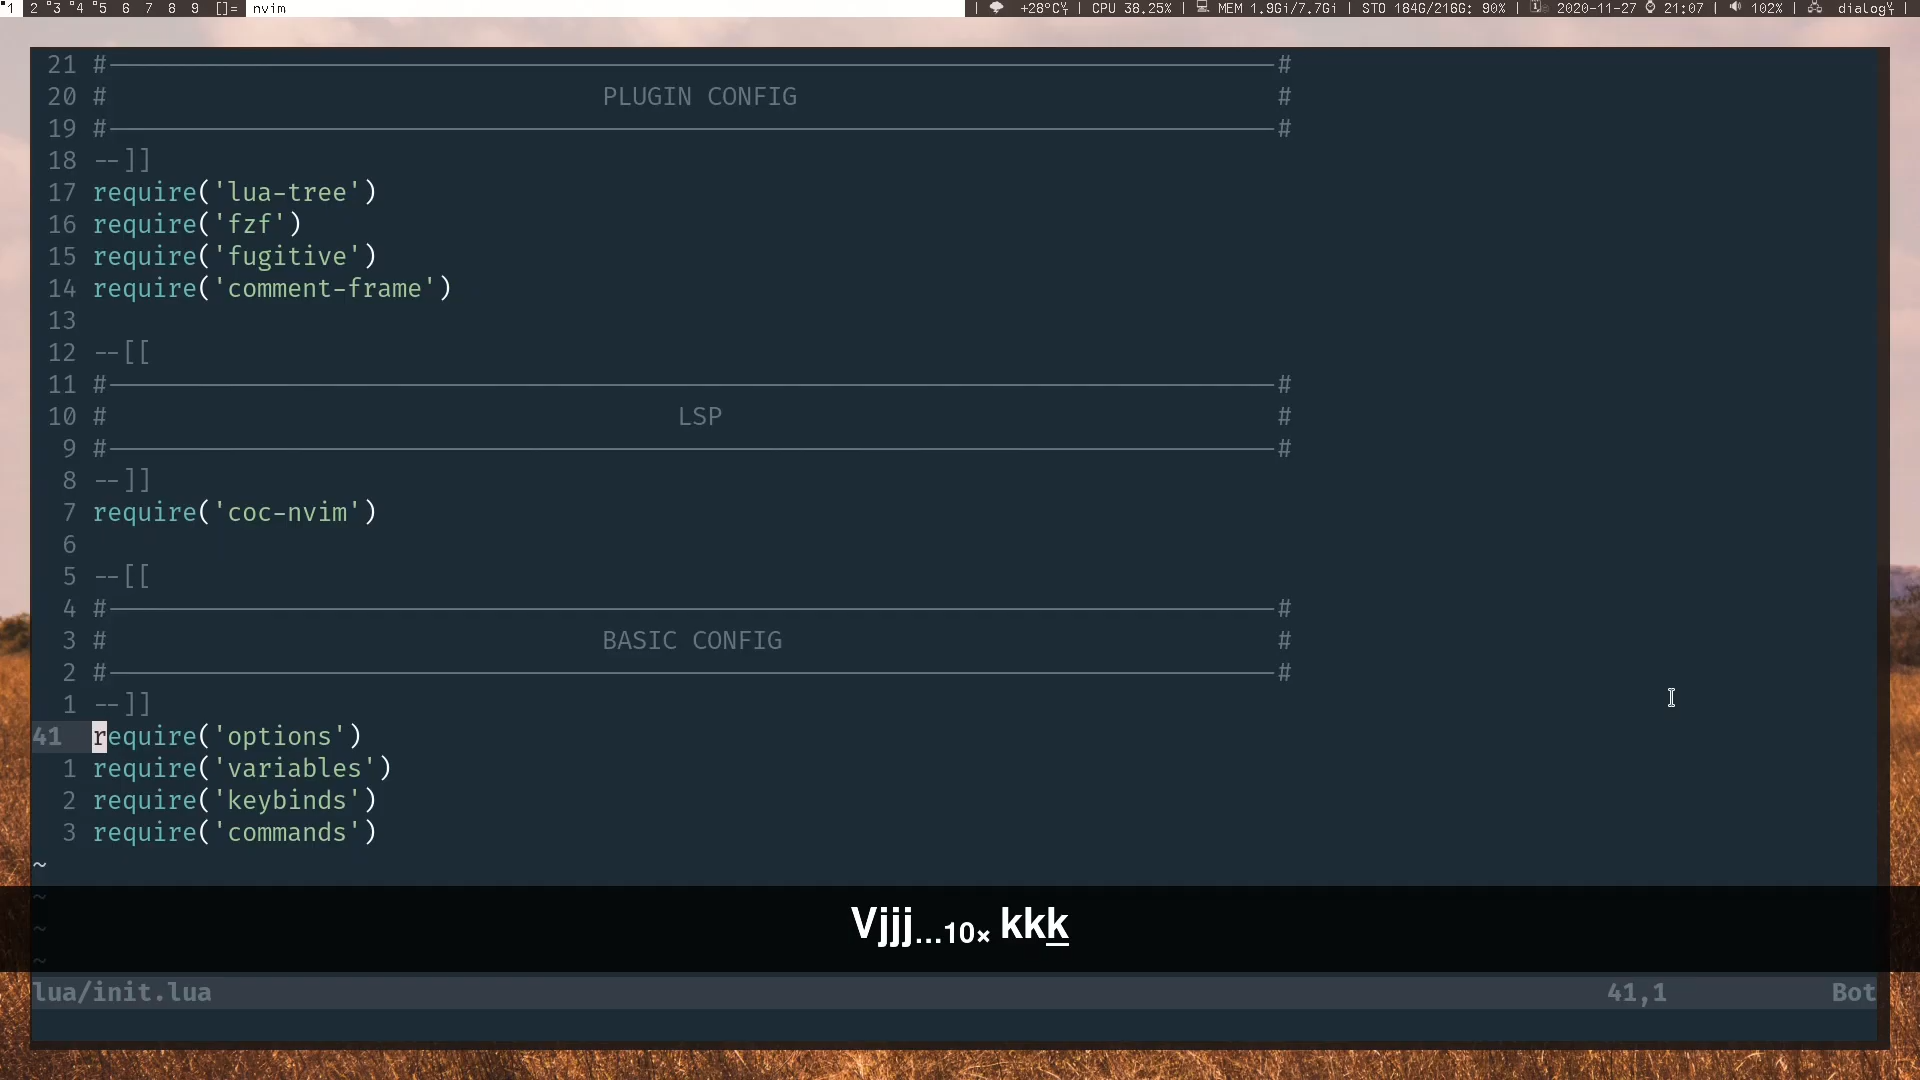 1 2 3 4 5 6 7 8 9 []= nvim | +28°C | CPU 38.25% | MEM 1.9Gi/7.7Gi | STO 184G/216G: 90% | 2020-11-27 21:07 | 102% | dialog |
21 #────────────────────────────────────────#
20 # PLUGIN CONFIG #
19 #────────────────────────────────────────#
18 --]]
17 require('lua-tree')
16 require('fzf')
15 require('fugitive')
14 require('comment-frame')
13
12 --[[
11 #────────────────────────────────────────#
10 # LSP #
9 #────────────────────────────────────────#
8 --]]
7 require('coc-nvim')
6
5 --[[
4 #────────────────────────────────────────#
3 # BASIC CONFIG #
2 #────────────────────────────────────────#
1 --]]
41 require('options')
1 require('variables')
2 require('keybinds')
3 require('commands')
~
~
~
~
Vjjj...10× kkk
lua/init.lua 41,1 Bot